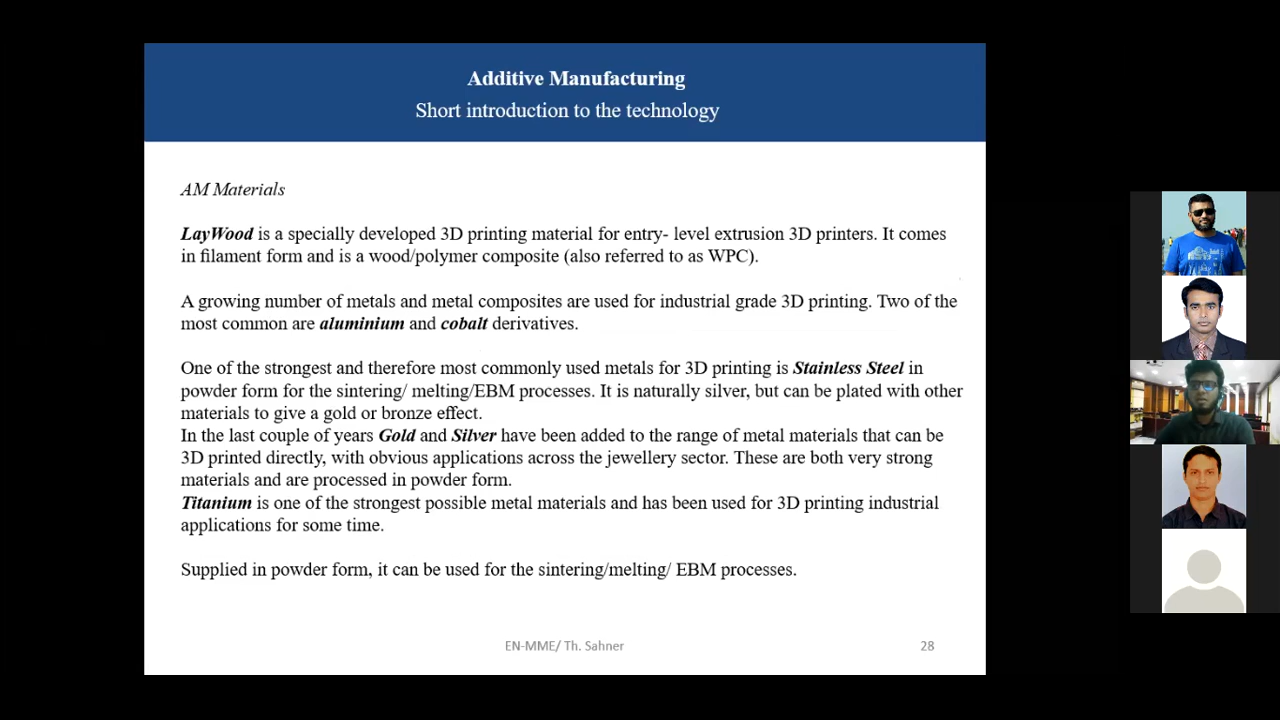 Additive Manufacturing
Short introduction to the technology
AM Materials
LayWood is a specially developed 3D printing material for entry- level extrusion 3D printers. It comes
in filament form and is a wood/polymer composite (also referred to as WPC).
A growing number of metals and metal composites are used for industrial grade 3D printing. Two of the
most common are aluminium and cobalt derivatives.
One of the strongest and therefore most commonly used metals for 3D printing is Stainless Steel in
powder form for the sintering/ melting/EBM processes. It is naturally silver, but can be plated with other
materials to give a gold or bronze effect.
In the last couple of years Gold and Silver have been added to the range of metal materials that can be
3D printed directly, with obvious applications across the jewellery sector. These are both very strong
materials and are processed in powder form.
Titanium is one of the strongest possible metal materials and has been used for 3D printing industrial
applications for some time.
Supplied in powder form, it can be used for the sintering/melting/ EBM processes.
EN-MME/ Th. Sahner
28